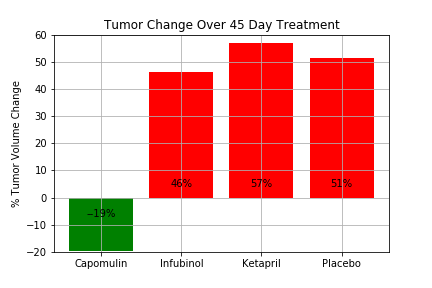 Tumor Change Over 45 Day Treatment
% Tumor Volume Change
60
50
40
30
20
10
0
−10
−20
−19%
46%
57%
51%
Capomulin
Infubinol
Ketapril
Placebo